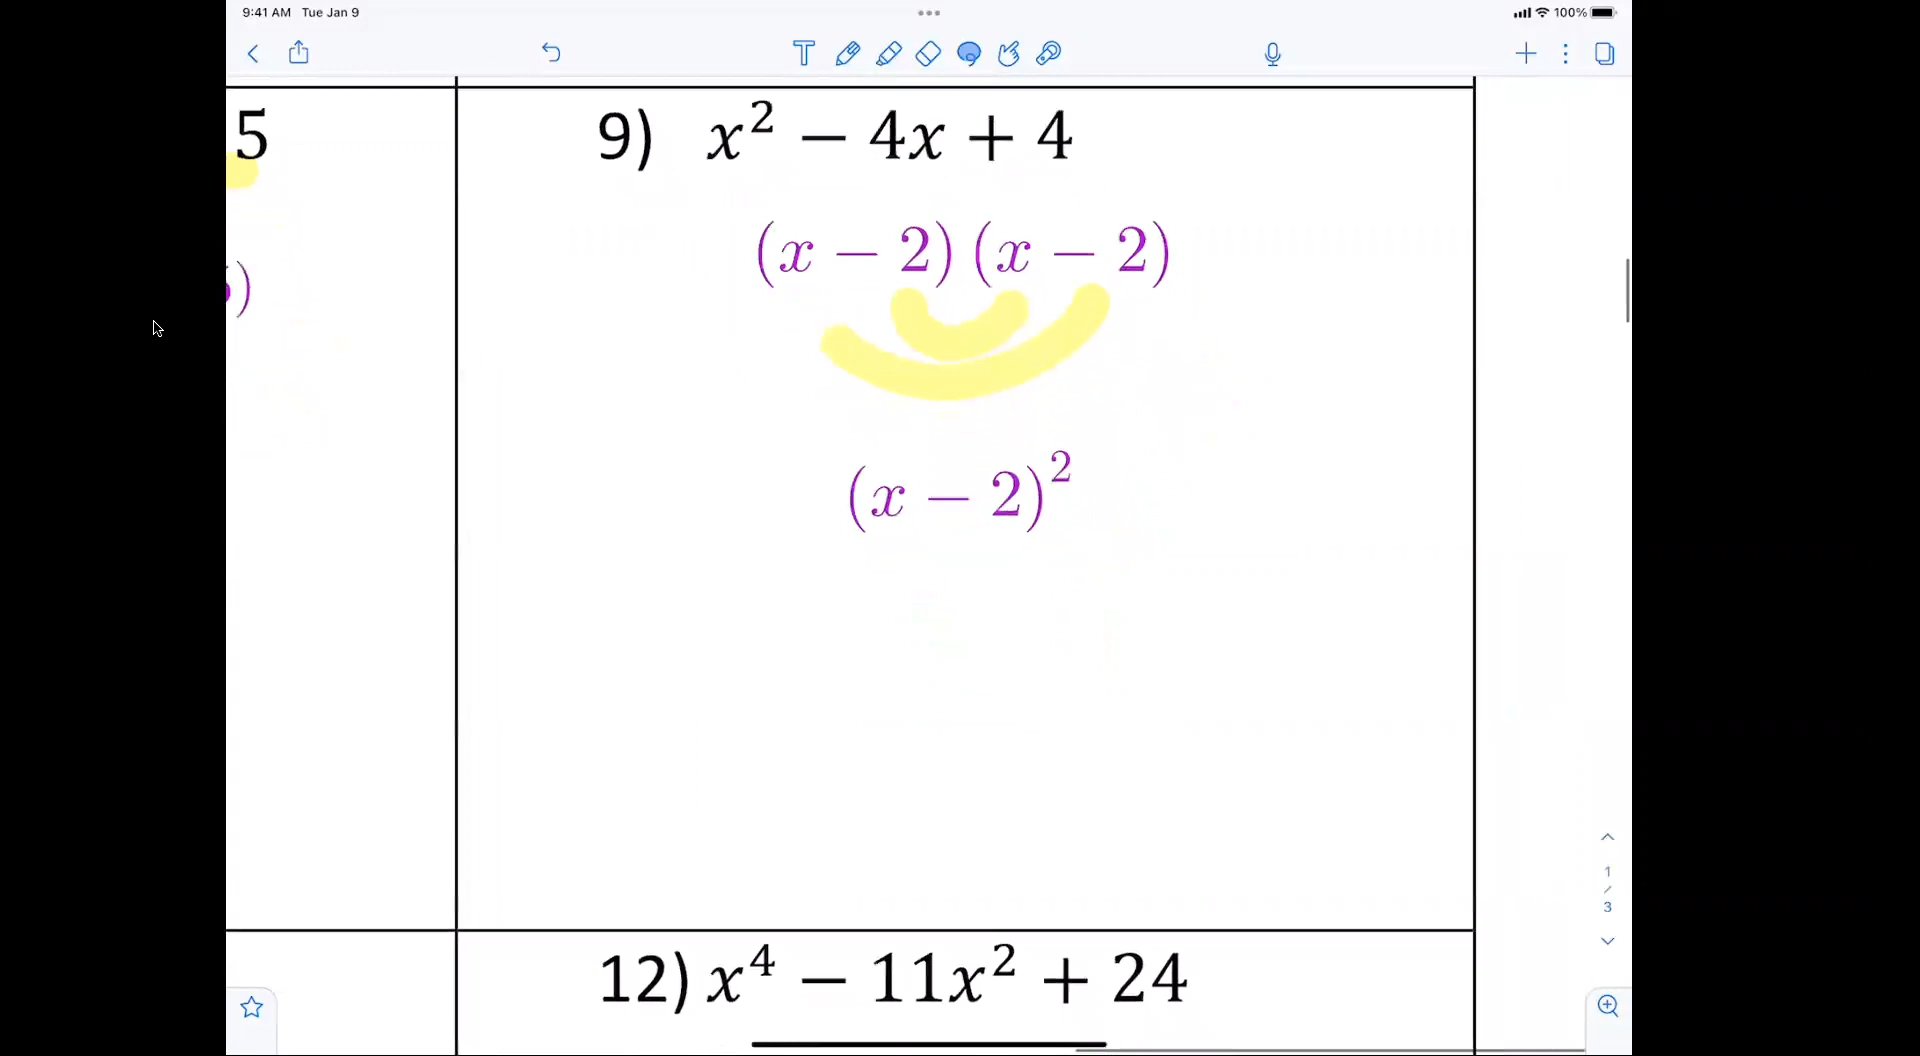 9:41 AM Tue Jan 9
100%
5
9) x² − 4x + 4
(x − 2)(x − 2)
)
(x − 2)²
1
/
3
12) x⁴ − 11x² + 24